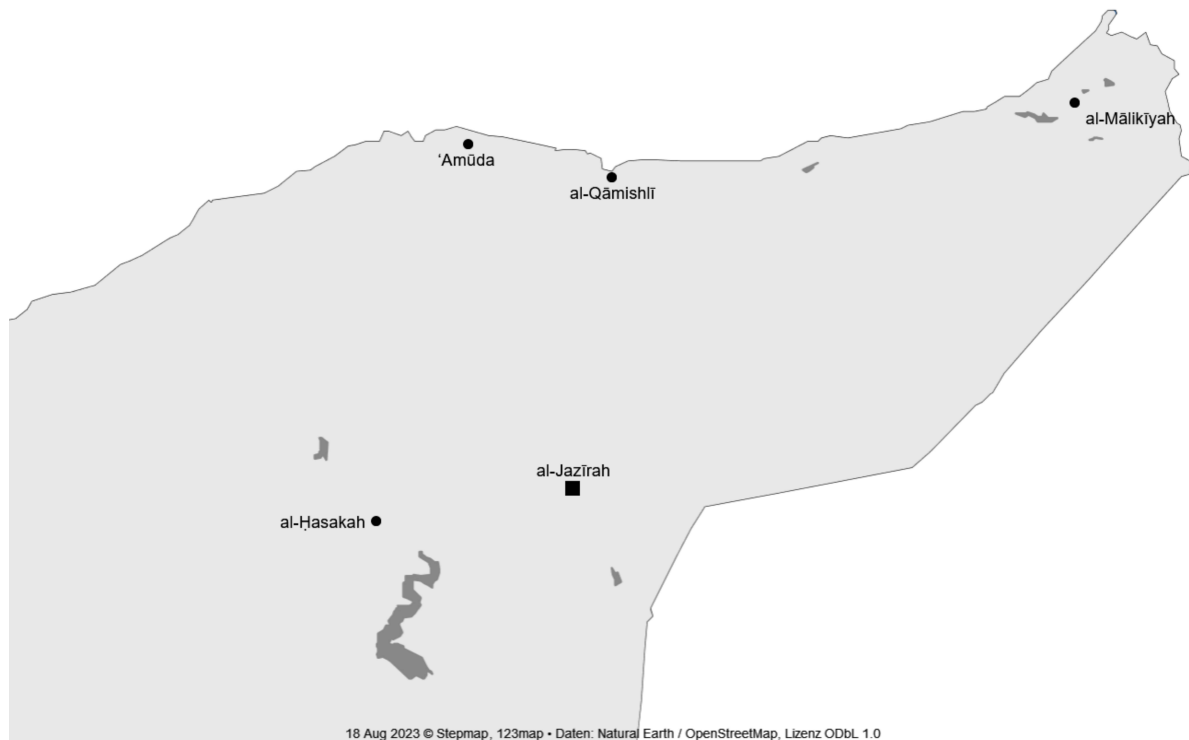 al-Mālikīyah
ʻAmūda
al-Qāmishlī
al-Jazīrah
al-Ḥasakah
18 Aug 2023 © Stepmap, 123map • Daten: Natural Earth / OpenStreetMap, Lizenz ODbL 1.0